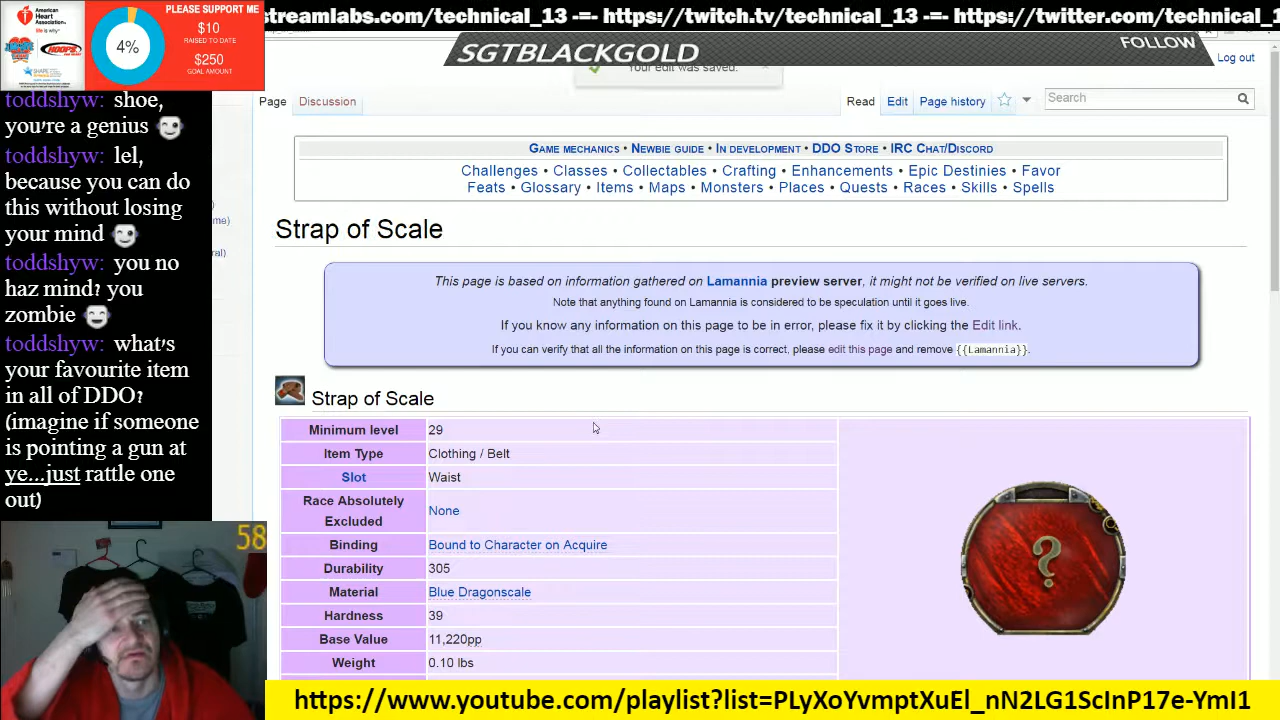 streamlabs.com/technical_13 -=- https://twitch.tv/technical_13 -=- https://twitter.com/technical_1
American Heart Association
life is why
HOOPS
4%
PLEASE SUPPORT ME
$10
RAISED TO DATE
$250
GOAL AMOUNT
SGTBLACKGOLD
FOLLOW
Log out
Your edit was saved.
toddshyw: shoe,
you're a genius
toddshyw: lel,
because you can do
this without losing
your mind
toddshyw: you no
haz mind? you
zombie
toddshyw: what's
your favourite item
in all of DDO?
(imagine if someone
is pointing a gun at
ye...just rattle one
out)
58
Page
Discussion
Read
Edit
Page history
Search
Game mechanics • Newbie guide • In development • DDO Store • IRC Chat/Discord
Challenges • Classes • Collectables • Crafting • Enhancements • Epic Destinies • Favor
Feats • Glossary • Items • Maps • Monsters • Places • Quests • Races • Skills • Spells
Strap of Scale
This page is based on information gathered on Lamannia preview server, it might not be verified on live servers.
Note that anything found on Lamannia is considered to be speculation until it goes live.
If you know any information on this page to be in error, please fix it by clicking the Edit link.
If you can verify that all the information on this page is correct, please edit this page and remove {{Lamannia}}.
Strap of Scale
Minimum level 29
Item Type Clothing / Belt
Slot Waist
Race Absolutely
Excluded None
Binding Bound to Character on Acquire
Durability 305
Material Blue Dragonscale
Hardness 39
Base Value 11,220pp
Weight 0.10 lbs
?
https://www.youtube.com/playlist?list=PLyXoYvmptXuEl_nN2LG1ScInP17e-YmI1